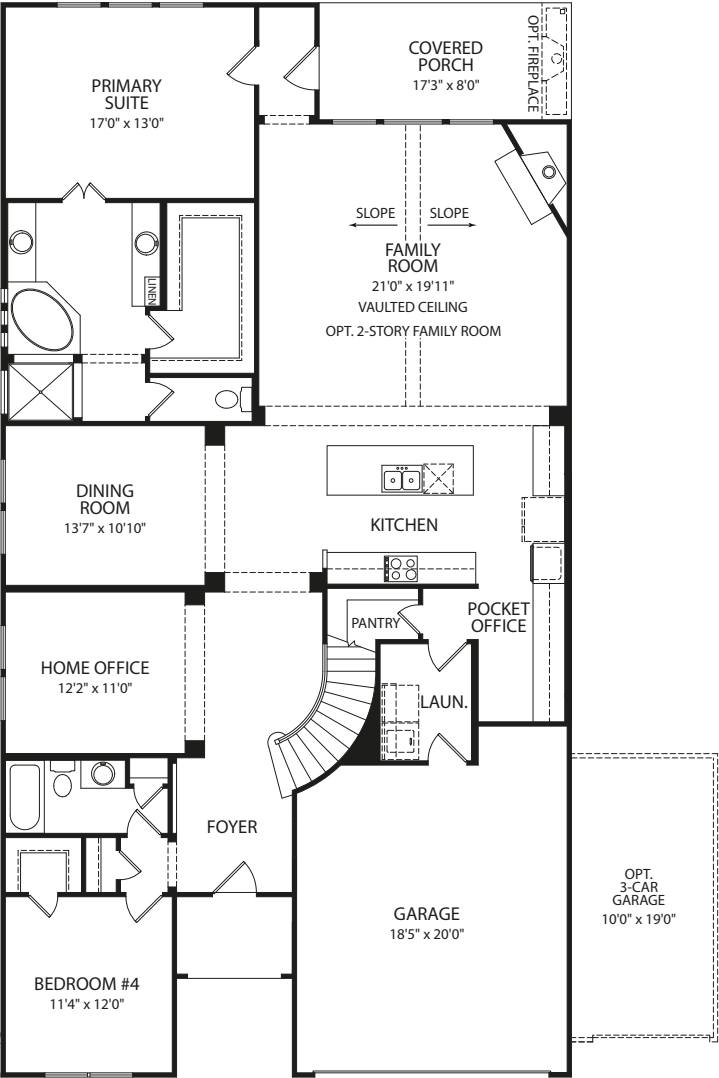 COVERED
PORCH
17'3" x 8'0"
OPT. FIREPLACE
PRIMARY
SUITE
17'0" x 13'0"
SLOPE
SLOPE
FAMILY
ROOM
21'0" x 19'11"
VAULTED CEILING
OPT. 2-STORY FAMILY ROOM
LINEN
DINING
ROOM
13'7" x 10'10"
KITCHEN
PANTRY
POCKET
OFFICE
HOME OFFICE
12'2" x 11'0"
LAUN.
FOYER
OPT.
3-CAR
GARAGE
10'0" x 19'0"
GARAGE
18'5" x 20'0"
BEDROOM #4
11'4" x 12'0"